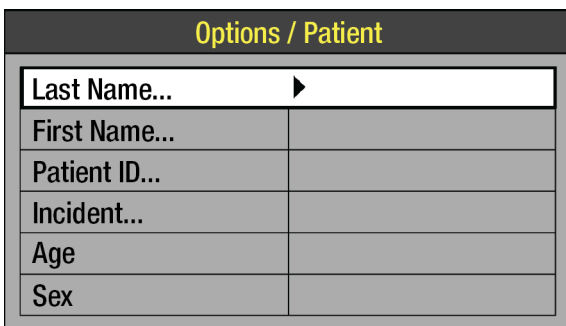 Options / Patient
Last Name...
First Name...
Patient ID...
Incident...
Age
Sex